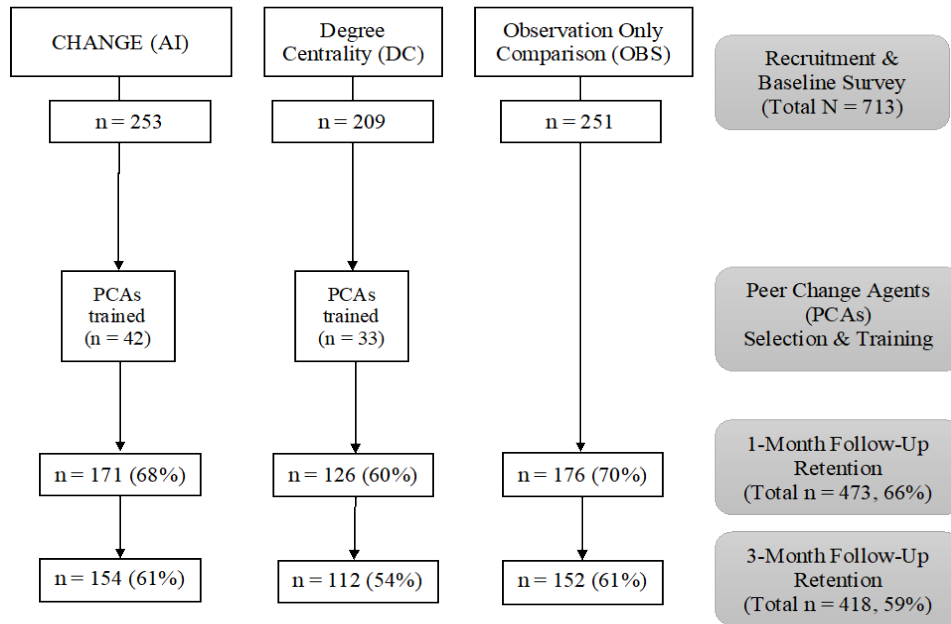 CHANGE (AI)
Degree
Centrality (DC)
Observation Only
Comparison (OBS)
Recruitment &
Baseline Survey
(Total N = 713)
n = 253
n = 209
n = 251
PCAs
trained
(n = 42)
PCAs
trained
(n = 33)
Peer Change Agents
(PCAs)
Selection & Training
n = 171 (68%)
n = 126 (60%)
n = 176 (70%)
1-Month Follow-Up
Retention
(Total n = 473, 66%)
n = 154 (61%)
n = 112 (54%)
n = 152 (61%)
3-Month Follow-Up
Retention
(Total n = 418, 59%)